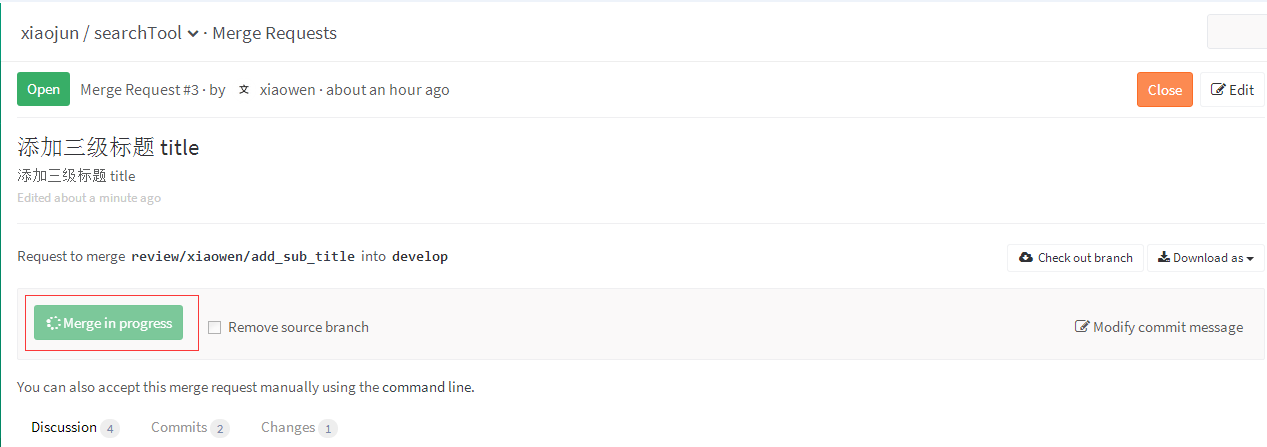 xiaojun / searchTool · Merge Requests
Open Merge Request #3 · by 文 xiaowen · about an hour ago Close Edit
添加三级标题 title
添加三级标题 title
Edited about a minute ago
Request to merge review/xiaowen/add_sub_title into develop Check out branch Download as
Merge in progress Remove source branch Modify commit message
You can also accept this merge request manually using the command line.
Discussion 4 Commits 2 Changes 1